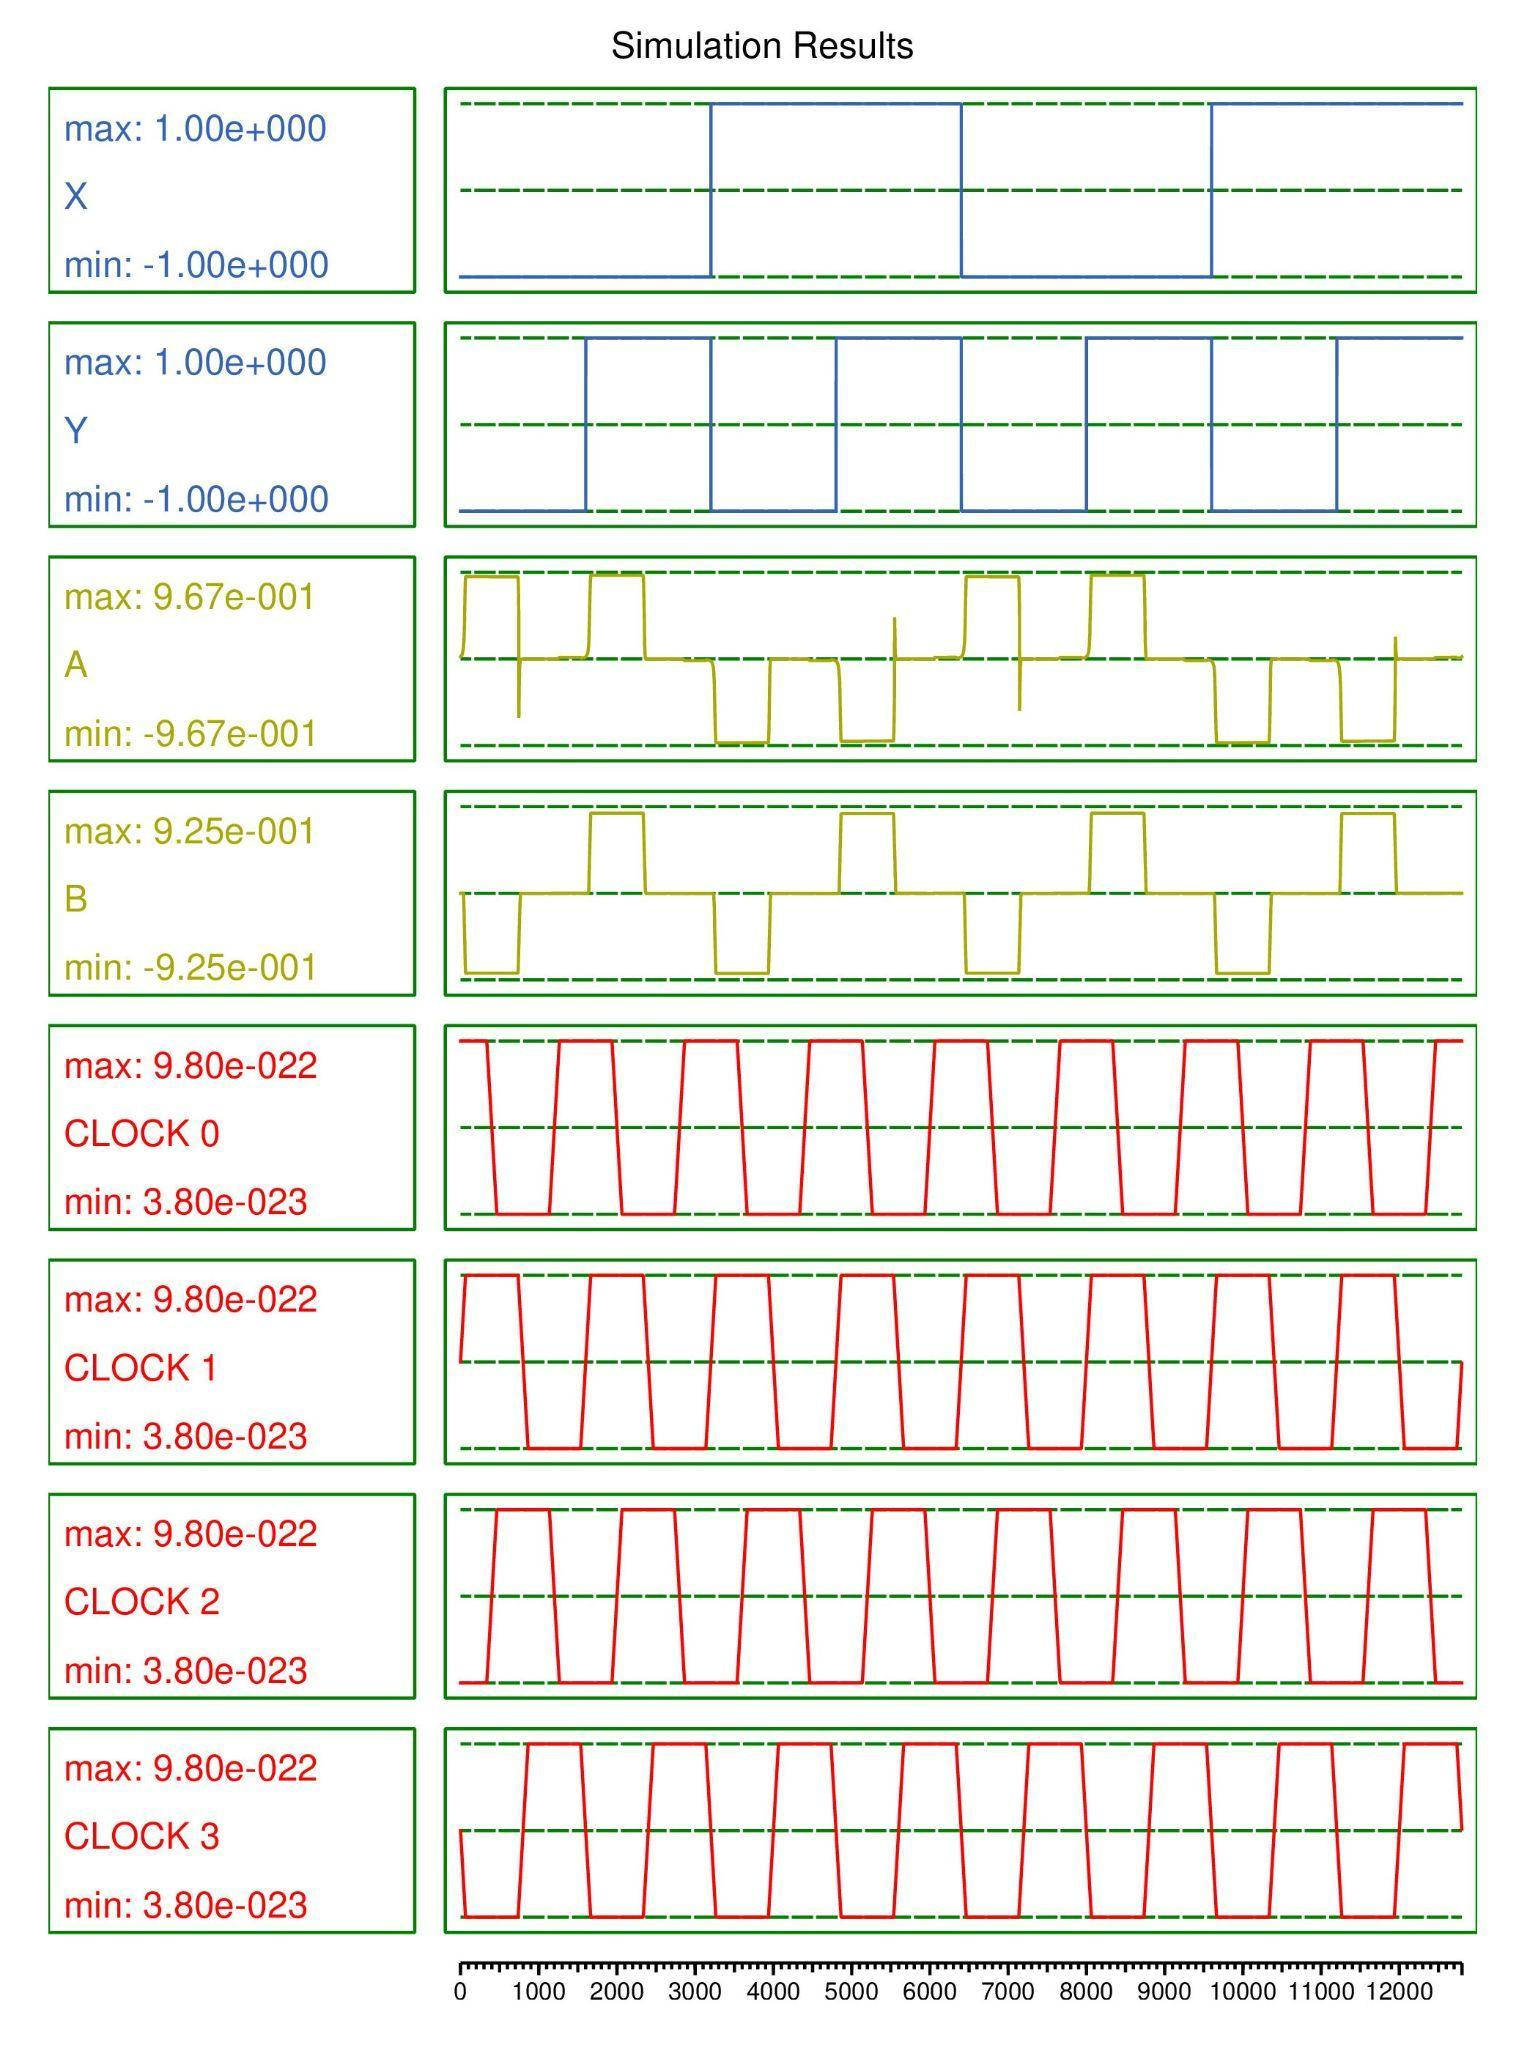 Simulation Results
max: 1.00e+000
X
min: -1.00e+000
max: 1.00e+000
Y
min: -1.00e+000
max: 9.67e-001
A
min: -9.67e-001
max: 9.25e-001
B
min: -9.25e-001
max: 9.80e-022
CLOCK 0
min: 3.80e-023
max: 9.80e-022
CLOCK 1
min: 3.80e-023
max: 9.80e-022
CLOCK 2
min: 3.80e-023
max: 9.80e-022
CLOCK 3
min: 3.80e-023
0 1000 2000 3000 4000 5000 6000 7000 8000 9000 10000 11000 12000